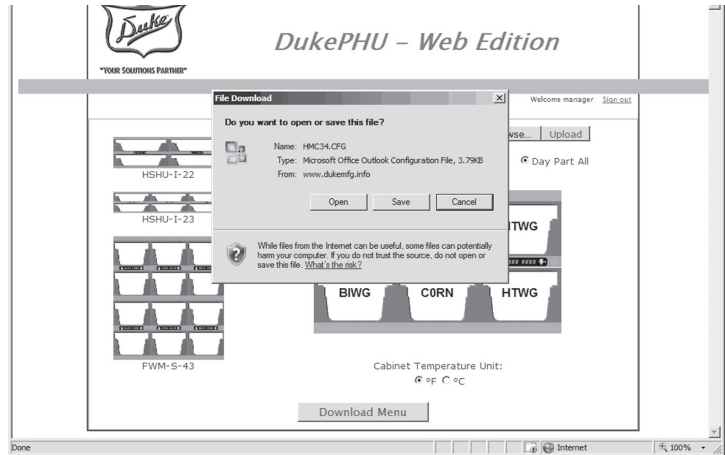 Duke
"YOUR SOLUTIONS PARTNER"
DukePHU – Web Edition
Welcome manager Sign out
File Download
Do you want to open or save this file?
Name: HMC34.CFG
Type: Microsoft Office Outlook Configuration File, 3.79KB
From: www.dukemfg.info
Open Save Cancel
While files from the Internet can be useful, some files can potentially
harm your computer. If you do not trust the source, do not open or
save this file. What's the risk?
Upload
Day Part All
HSHU-I-22
HSHU-I-23
FWM-S-43
BIWG C0RN HTWG
Cabinet Temperature Unit:
°F °C
Download Menu
Done Internet 100%